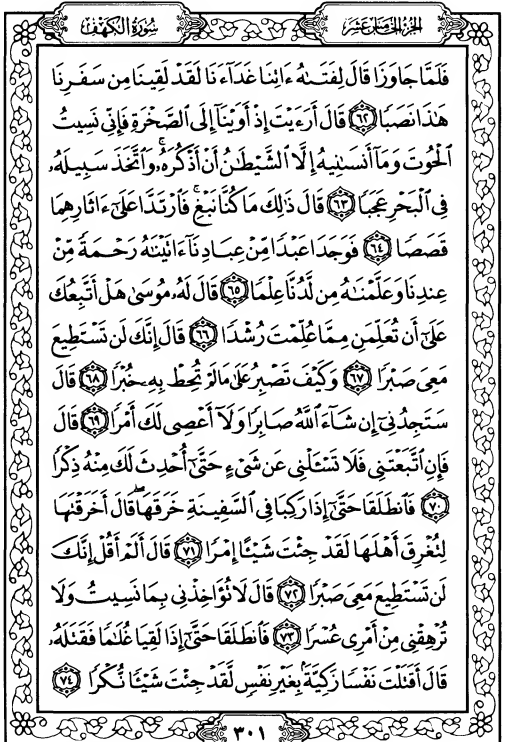 الجزء الخامس عشر
سورة الكهف
فَلَمَّا جَاوَزَا قَالَ لِفَتَىٰهُ ءَاتِنَا غَدَآءَنَا لَقَدْ لَقِينَا مِن سَفَرِنَا
هَٰذَا نَصَبًا ٦٢ قَالَ أَرَءَيْتَ إِذْ أَوَيْنَآ إِلَى ٱلصَّخْرَةِ فَإِنِّى نَسِيتُ
ٱلْحُوتَ وَمَآ أَنسَىٰنِيهُ إِلَّا ٱلشَّيْطَٰنُ أَنْ أَذْكُرَهُۥ ۚ وَٱتَّخَذَ سَبِيلَهُۥ
فِى ٱلْبَحْرِ عَجَبًا ٦٣ قَالَ ذَٰلِكَ مَا كُنَّا نَبْغِ ۚ فَٱرْتَدَّا عَلَىٰٓ ءَاثَارِهِمَا
قَصَصًا ٦٤ فَوَجَدَا عَبْدًا مِّنْ عِبَادِنَآ ءَاتَيْنَٰهُ رَحْمَةً مِّنْ
عِندِنَا وَعَلَّمْنَٰهُ مِن لَّدُنَّا عِلْمًا ٦٥ قَالَ لَهُۥ مُوسَىٰ هَلْ أَتَّبِعُكَ
عَلَىٰٓ أَن تُعَلِّمَنِ مِمَّا عُلِّمْتَ رُشْدًا ٦٦ قَالَ إِنَّكَ لَن تَسْتَطِيعَ
مَعِىَ صَبْرًا ٦٧ وَكَيْفَ تَصْبِرُ عَلَىٰ مَا لَمْ تُحِطْ بِهِۦ خُبْرًا ٦٨ قَالَ
سَتَجِدُنِىٓ إِن شَآءَ ٱللَّهُ صَابِرًا وَلَآ أَعْصِى لَكَ أَمْرًا ٦٩ قَالَ
فَإِنِ ٱتَّبَعْتَنِى فَلَا تَسْـَٔلْنِى عَن شَىْءٍ حَتَّىٰٓ أُحْدِثَ لَكَ مِنْهُ ذِكْرًا
٧٠ فَٱنطَلَقَا حَتَّىٰٓ إِذَا رَكِبَا فِى ٱلسَّفِينَةِ خَرَقَهَا ۖ قَالَ أَخَرَقْتَهَا
لِتُغْرِقَ أَهْلَهَا لَقَدْ جِئْتَ شَيْـًٔا إِمْرًا ٧١ قَالَ أَلَمْ أَقُلْ إِنَّكَ
لَن تَسْتَطِيعَ مَعِىَ صَبْرًا ٧٢ قَالَ لَا تُؤَاخِذْنِى بِمَا نَسِيتُ وَلَا
تُرْهِقْنِى مِنْ أَمْرِى عُسْرًا ٧٣ فَٱنطَلَقَا حَتَّىٰٓ إِذَا لَقِيَا غُلَٰمًا فَقَتَلَهُۥ
قَالَ أَقَتَلْتَ نَفْسًا زَكِيَّةًۢ بِغَيْرِ نَفْسٍ لَّقَدْ جِئْتَ شَيْـًٔا نُّكْرًا ٧٤
٣٠١